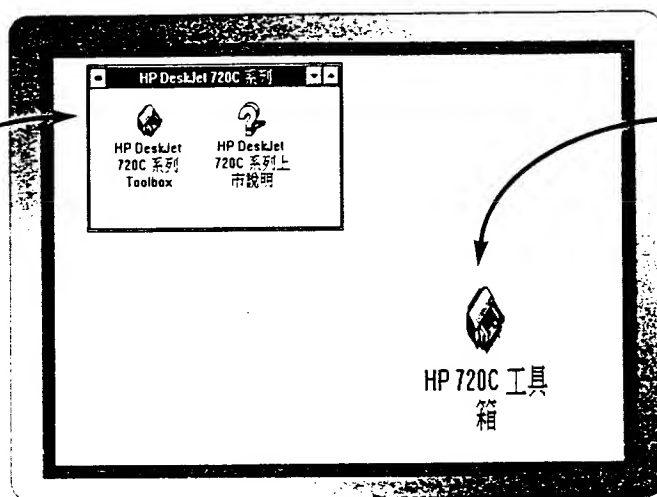 HP DeskJet 720C 系列
HP DeskJet
720C 系列
Toolbox
HP DeskJet
720C 系列上
市說明
HP 720C 工具
箱